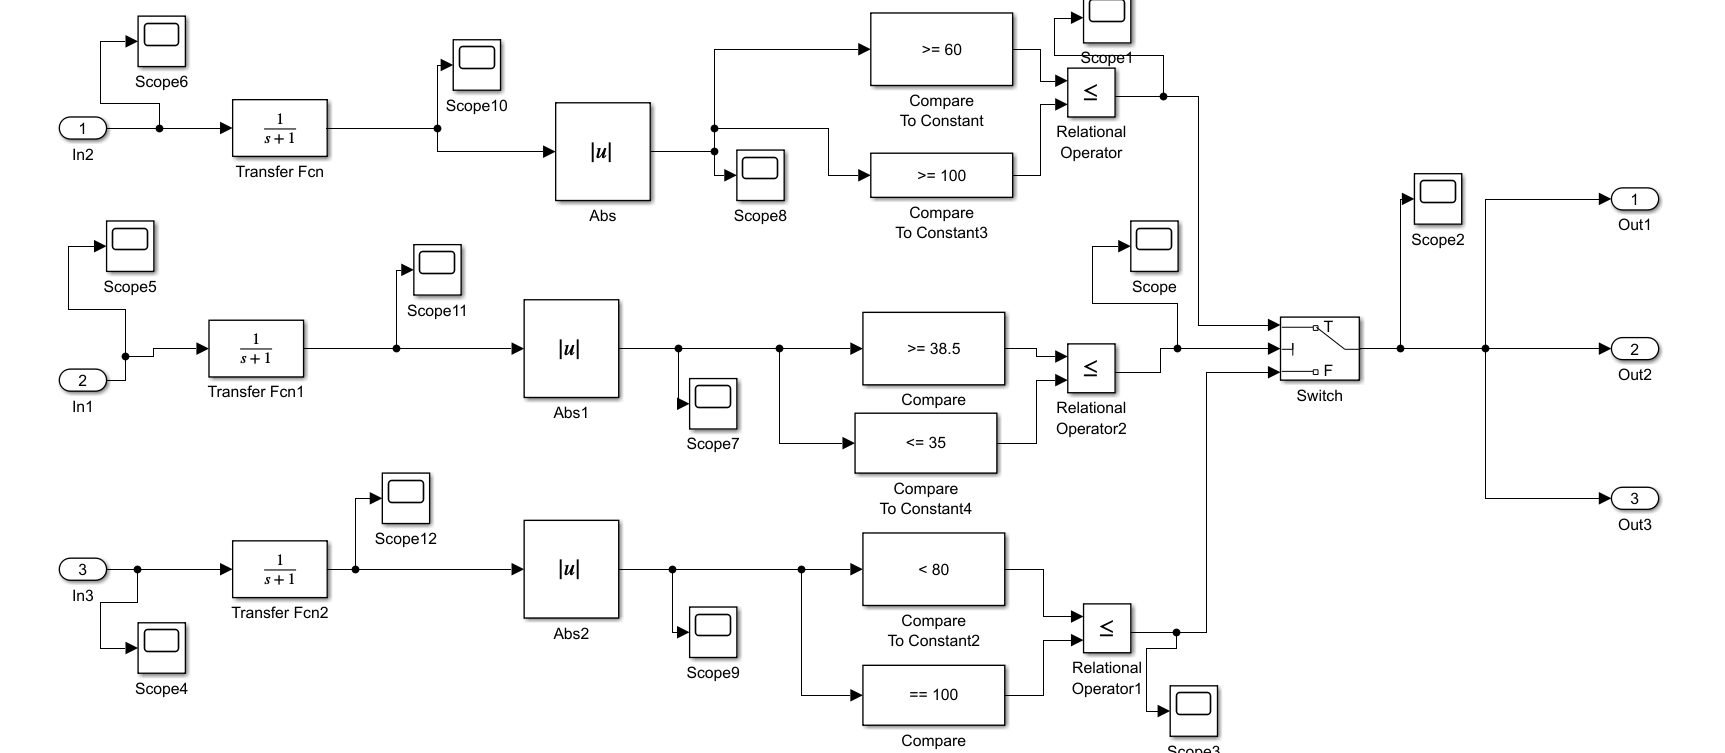 Scope6
1
In2
1
s + 1
Transfer Fcn
Scope10
|u|
Abs
Scope8
>= 60
Compare
To Constant
>= 100
Compare
To Constant3
Scope1
≤
Relational
Operator
Scope5
2
In1
1
s + 1
Transfer Fcn1
Scope11
|u|
Abs1
Scope7
>= 38.5
Compare
<= 35
Compare
To Constant4
≤
Relational
Operator2
Scope
T
F
Switch
Scope2
1
Out1
2
Out2
3
Out3
3
In3
Scope4
1
s + 1
Transfer Fcn2
Scope12
|u|
Abs2
Scope9
< 80
Compare
To Constant2
== 100
Compare
≤
Relational
Operator1
Scope3